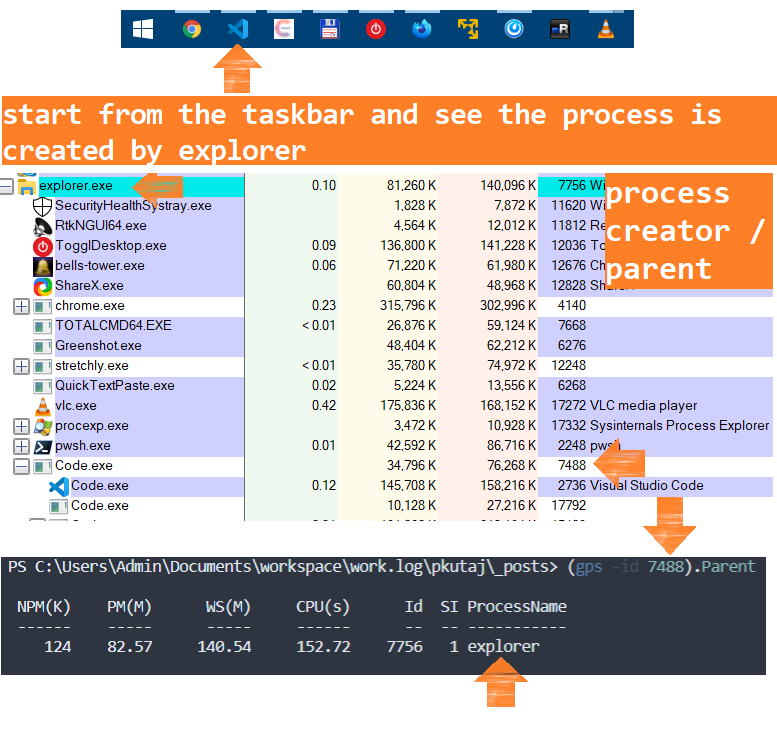 start from the taskbar and see the process is
created by explorer
explorer.exe 0.10 81,260 K 140,096 K 7756 Wi
process
creator /
parent
SecurityHealthSystray.exe 1,828 K 7,872 K 11620 Wi
RtkNGUI64.exe 4,564 K 12,012 K 11812 Re
TogglDesktop.exe 0.09 136,800 K 141,228 K 12036 To
bells-tower.exe 0.06 71,220 K 61,980 K 12676 Ch
ShareX.exe 60,804 K 48,968 K 12828 ShareX
chrome.exe 0.23 315,796 K 302,996 K 4140
TOTALCMD64.EXE < 0.01 26,876 K 59,124 K 7668
Greenshot.exe 48,404 K 62,212 K 6276
stretchly.exe < 0.01 35,780 K 74,972 K 12248
QuickTextPaste.exe 0.02 5,224 K 13,556 K 6268
vlc.exe 0.42 175,836 K 168,152 K 17272 VLC media player
procexp.exe 3,472 K 10,928 K 17332 Sysinternals Process Explorer
pwsh.exe 0.01 42,592 K 86,716 K 2248 pwsh
Code.exe 34,796 K 76,268 K 7488
Code.exe 0.12 145,708 K 158,216 K 2736 Visual Studio Code
Code.exe 10,128 K 27,216 K 17792
PS C:\Users\Admin\Documents\workspace\work.log\pkutaj\_posts> (gps -id 7488).Parent
NPM(K) PM(M) WS(M) CPU(s) Id SI ProcessName
------ ----- ----- ------ -- -- -----------
124 82.57 140.54 152.72 7756 1 explorer